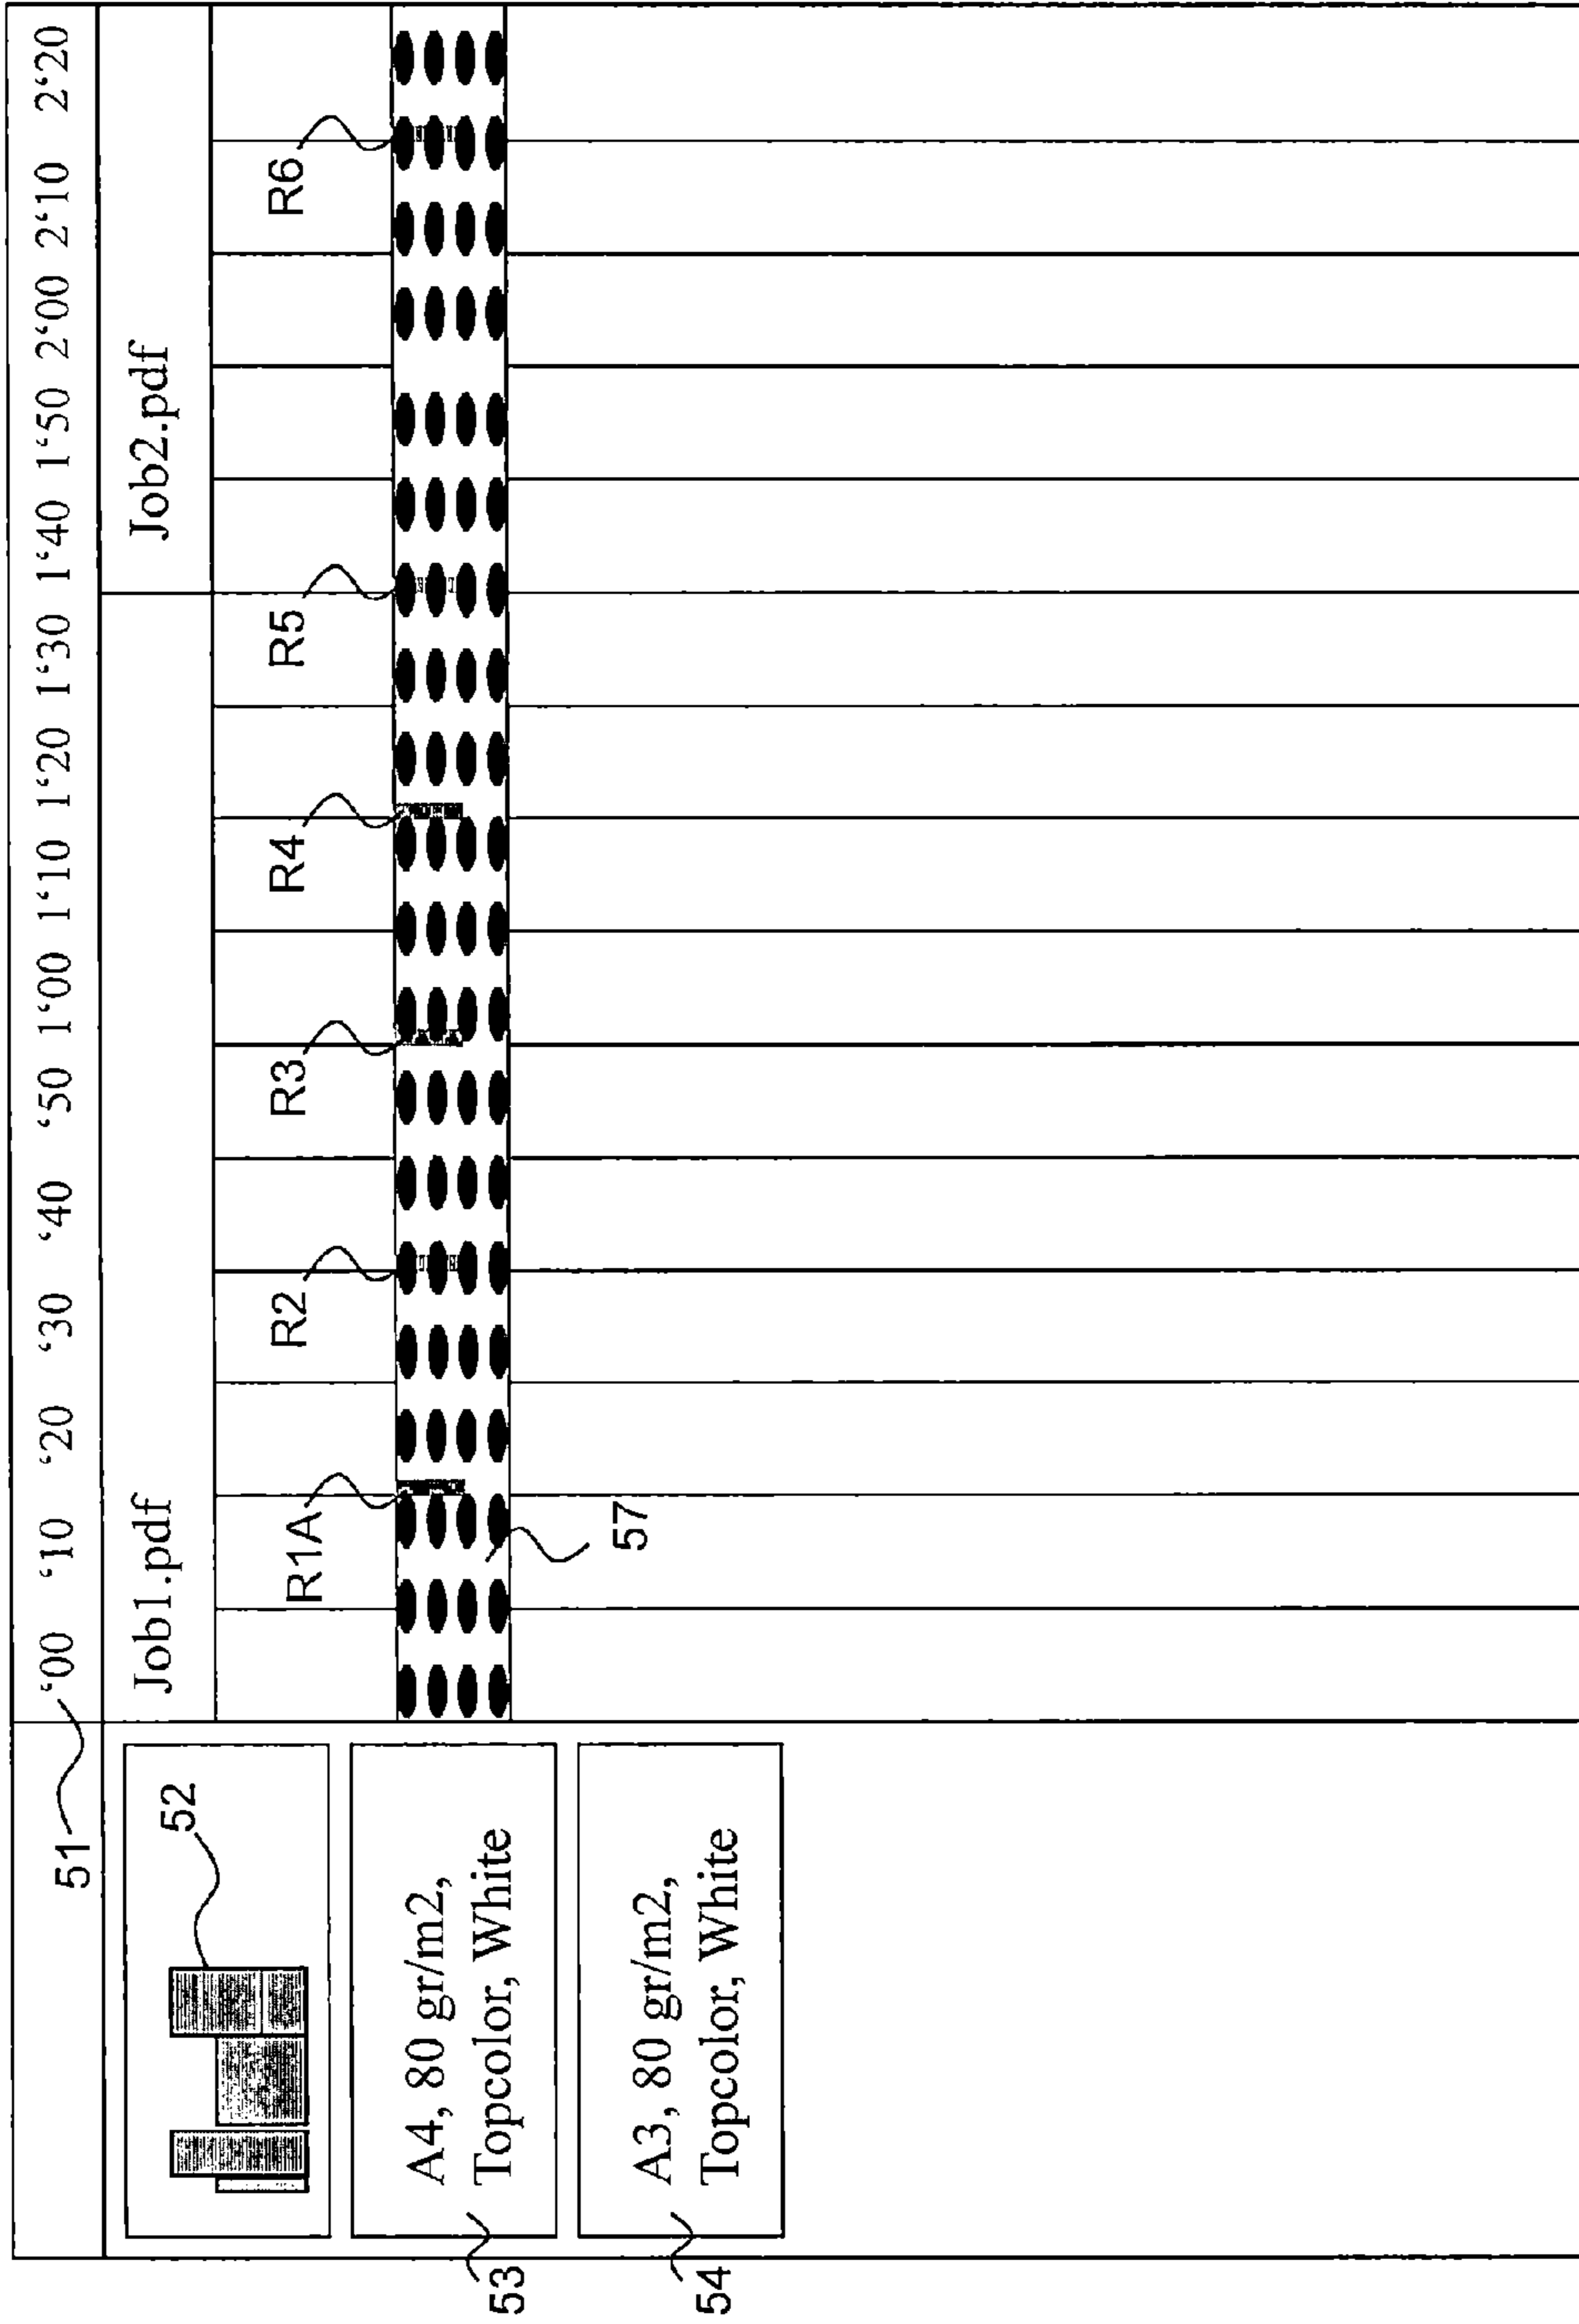 51
‘00 ‘10 ‘20 ‘30 ‘40 ‘50 1‘00 1‘10 1‘20 1‘30 1‘40 1‘50 2‘00 2‘10 2‘20
Job1.pdf Job2.pdf
52
R1A R2 R3 R4 R5 R6
A4, 80 gr/m2,
Topcolor, White
53
57
A3, 80 gr/m2,
Topcolor, White
54